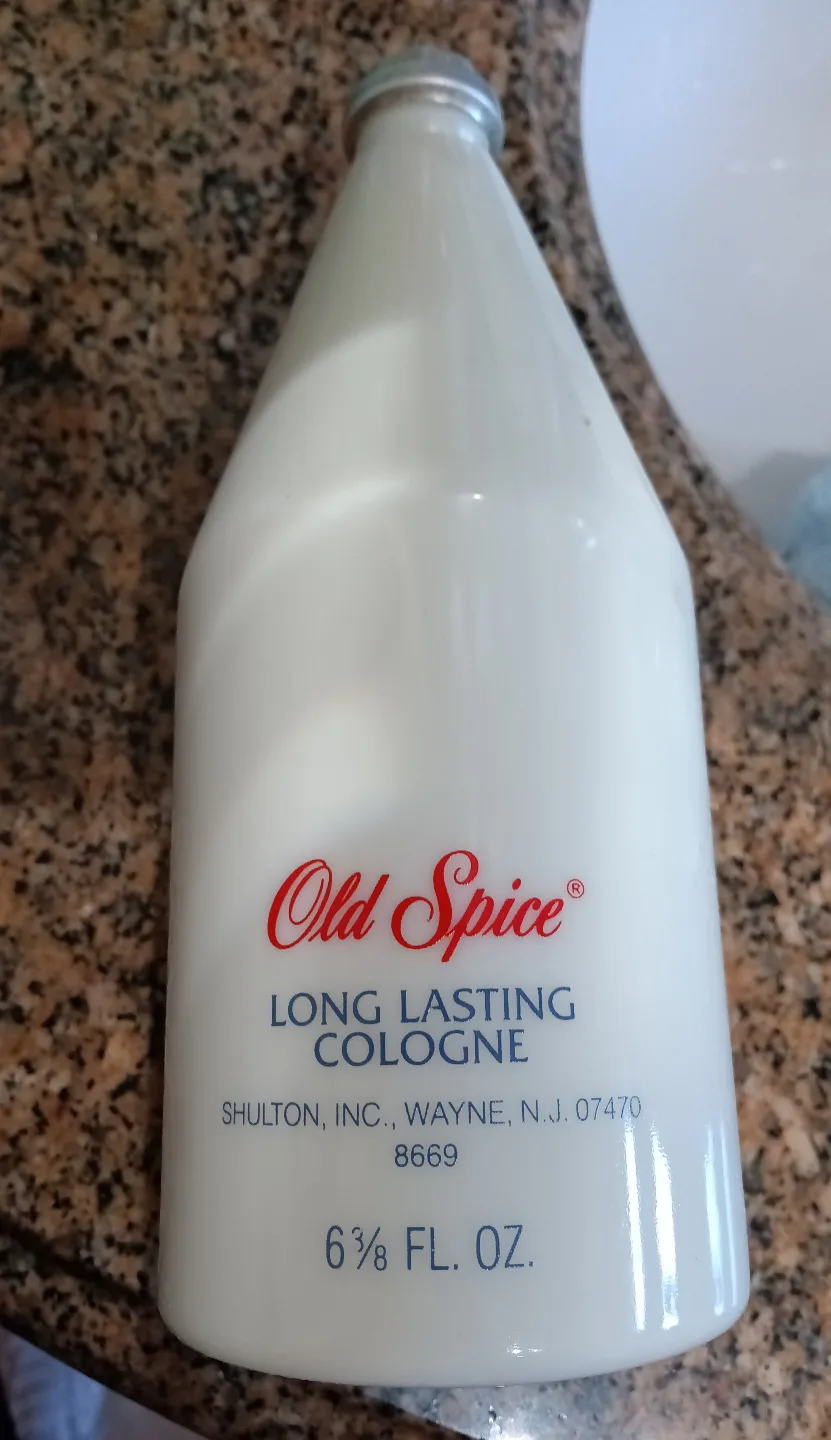 Old Spice®
LONG LASTING
COLOGNE
SHULTON, INC., WAYNE, N.J. 07470
8669
6⅜ FL. OZ.